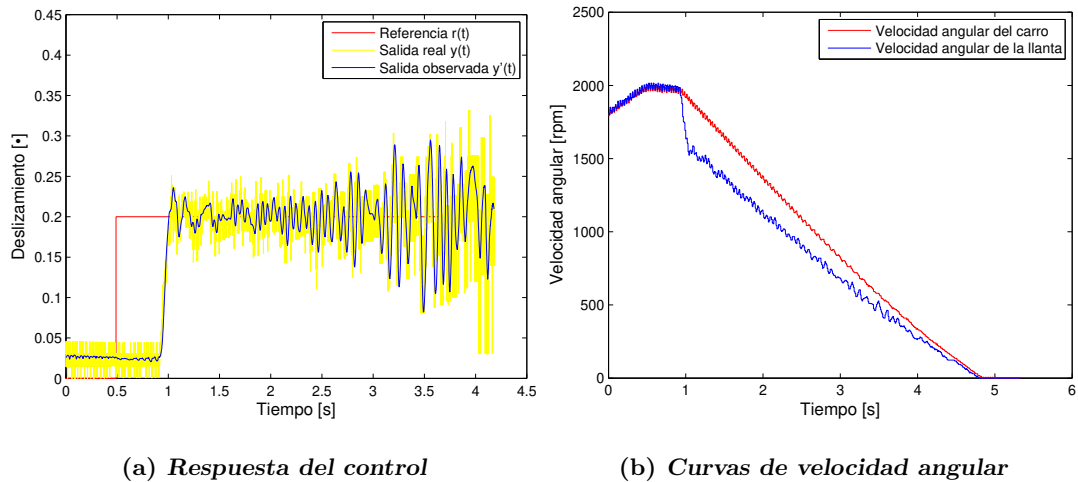 0.45
0.4
0.35
0.3
0.25
0.2
0.15
0.1
0.05
0
Deslizamiento [•]
Referencia r(t)
Salida real y(t)
Salida observada y'(t)
0 0.5 1 1.5 2 2.5 3 3.5 4 4.5
Tiempo [s]
(a) Respuesta del control
2500
2000
1500
1000
500
0
Velocidad angular [rpm]
Velocidad angular del carro
Velocidad angular de la llanta
0 1 2 3 4 5 6
Tiempo [s]
(b) Curvas de velocidad angular